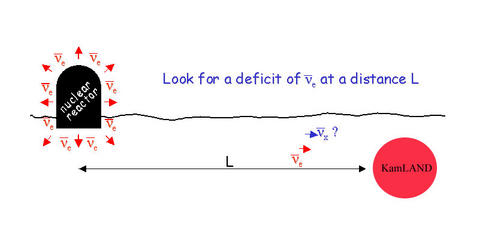 ν̅e ν̅e
ν̅e ν̅e
nuclear
reactor
ν̅e ν̅e
ν̅e ν̅e
ν̅e ν̅e
Look for a deficit of ν̅e at a distance L
ν̅x ?
ν̅e
L
KamLAND